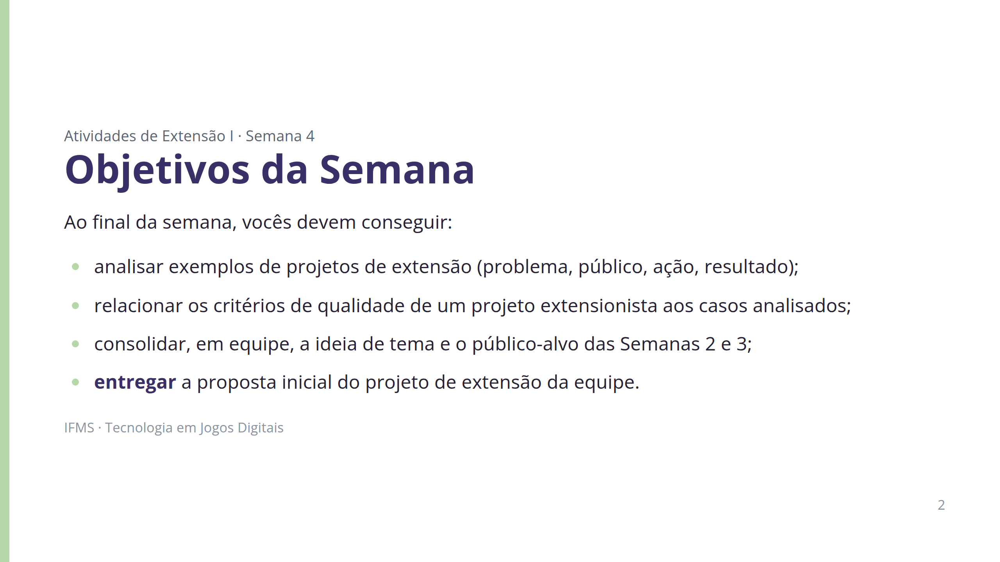 Atividades de Extensão I · Semana 4
Objetivos da Semana
Ao final da semana, vocês devem conseguir:
analisar exemplos de projetos de extensão (problema, público, ação, resultado);
relacionar os critérios de qualidade de um projeto extensionista aos casos analisados;
consolidar, em equipe, a ideia de tema e o público-alvo das Semanas 2 e 3;
entregar a proposta inicial do projeto de extensão da equipe.
IFMS · Tecnologia em Jogos Digitais
2